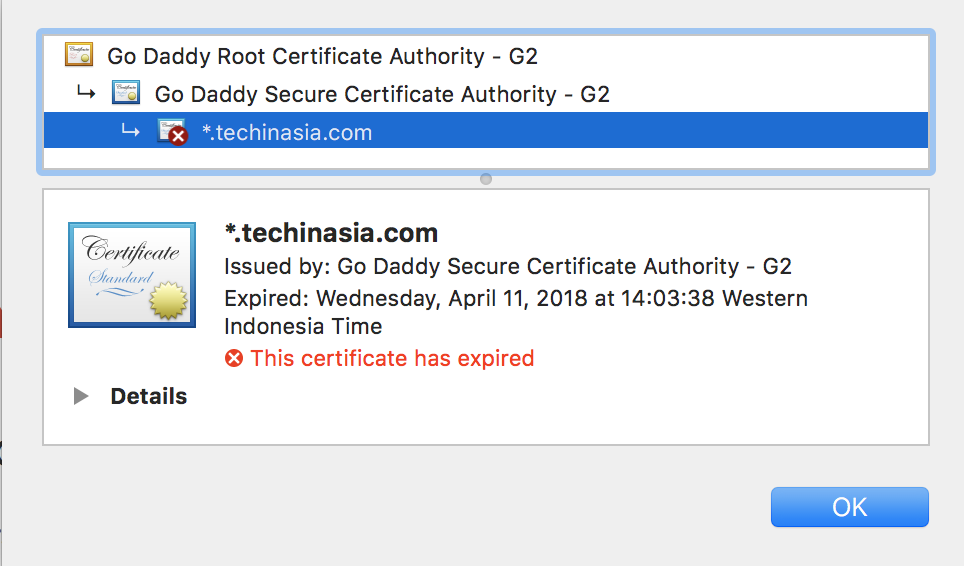 Go Daddy Root Certificate Authority - G2
Go Daddy Secure Certificate Authority - G2
*.techinasia.com
Certificate
Standard
*.techinasia.com
Issued by: Go Daddy Secure Certificate Authority - G2
Expired: Wednesday, April 11, 2018 at 14:03:38 Western
Indonesia Time
This certificate has expired
Details
OK